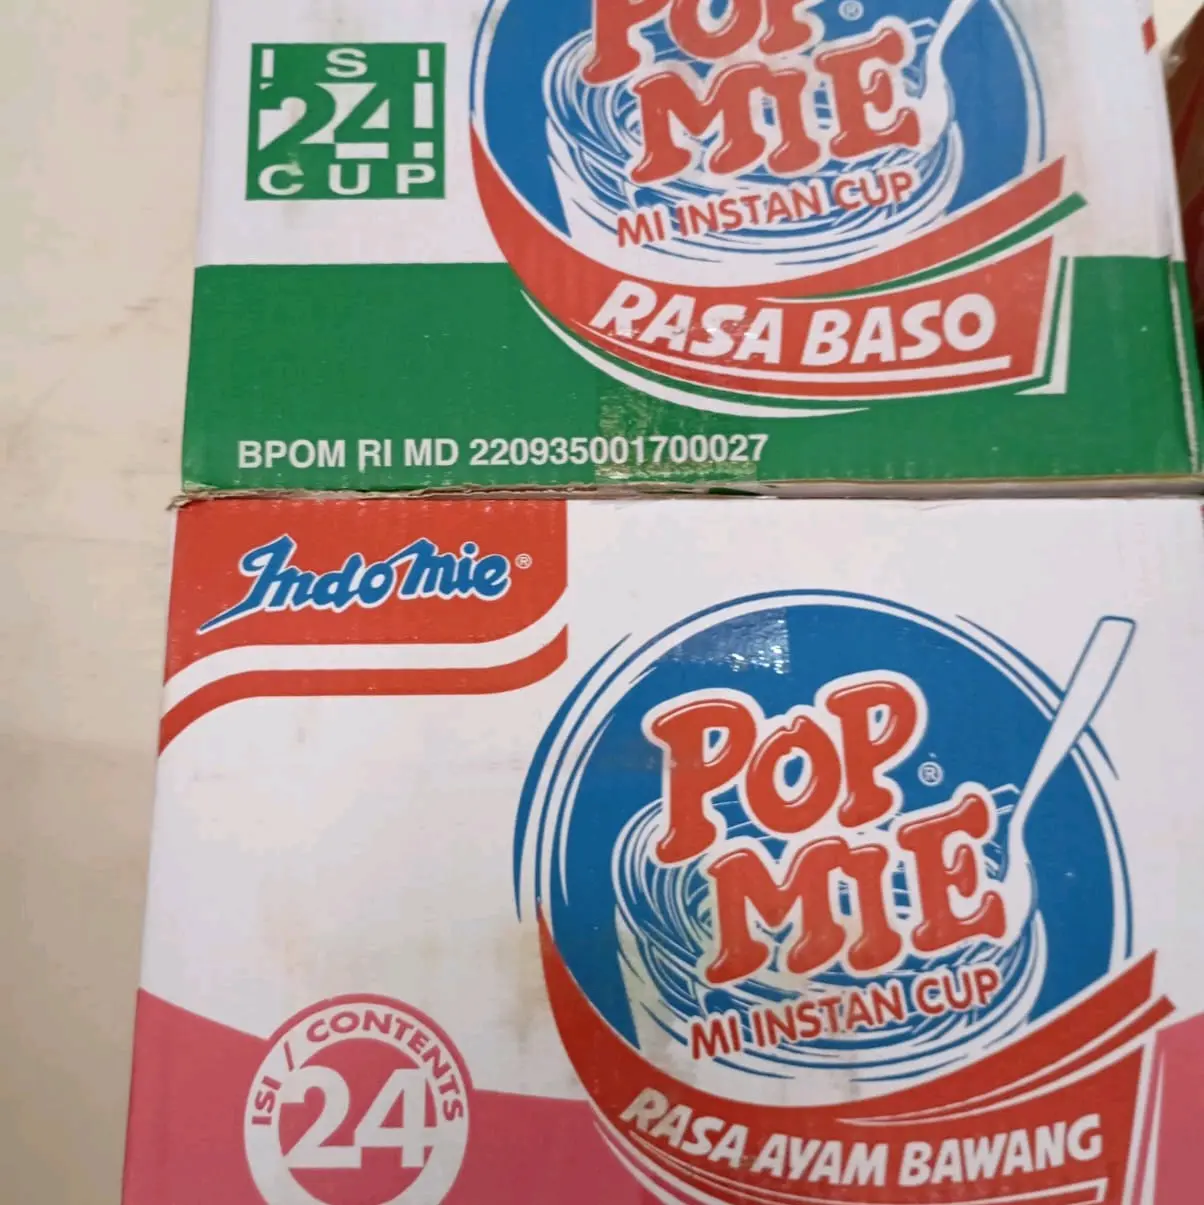 ISI
24
CUP
POP
MIE
MI INSTAN CUP
RASA BASO
BPOM RI MD 220935001700027
Indomie
POP
MIE
MI INSTAN CUP
RASA AYAM BAWANG
ISI / CONTENTS
24